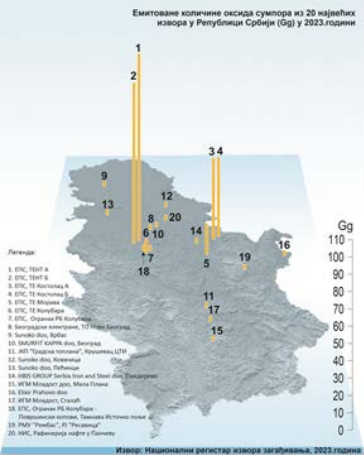 Емитоване количине оксида сумпора из 20 највећих
извора у Републици Србији (Gg) у 2023.години
1
2
3 4
9
12
13
8
20
10
6
7
18
14
5
19
16
11
17
15
Gg
110
100
90
80
70
60
50
40
30
20
10
0
Легенда:
1. ЕПС, ТЕНТ А
2. ЕПС, ТЕНТ Б
3. ЕПС, ТЕ Костолац А
4. ЕПС, ТЕ Костолац Б
5. ЕПС, ТЕ Морава
6. ЕПС, ТЕ Колубара
7. ЕПС, Огранак РБ Колубара
8. Београдске електране, ТО Нови Београд
9. Sunoko doo, Врбас
10. SMURFIT KAPPA doo, Београд
11. ЈКП "Градска топлана", Крушевац ЦТИ
12. Sunoko doo, Ковачица
13. Sunoko doo, Пећинци
14. HBIS GROUP Serbia Iron and Steel doo, Смедерево
15. ИГМ Младост доо, Мала Плана
16. Elixir Prahovo doo
17. ИГМ Младост, Сталаћ
18. ЕПС, Огранак РБ Колубара -
Површински копови, Тамнава Источно поље
19. РМУ "Рембас", РЈ "Ресавица"
20. НИС, Рафинерија нафте у Панчеву
Извор: Национални регистар извора загађивања, 2023.година